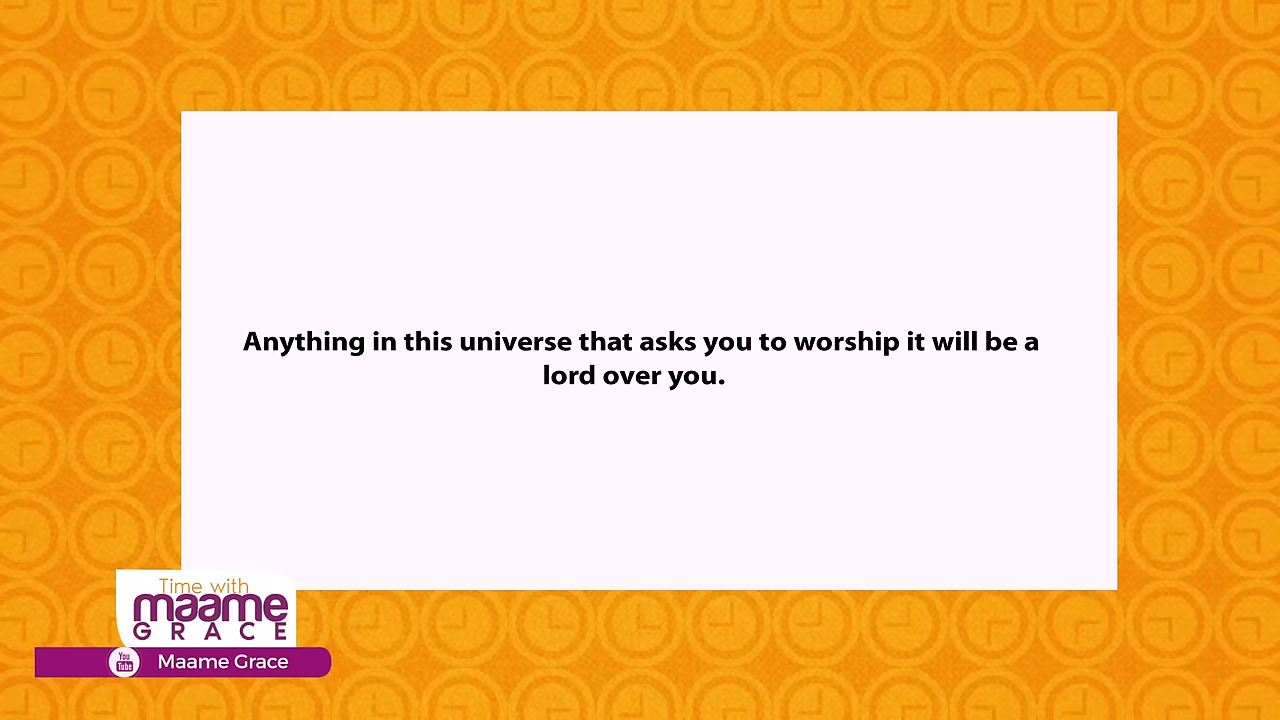 Anything in this universe that asks you to worship it will be a
lord over you.
Time with
maame
GRACE
You
Tube
Maame Grace